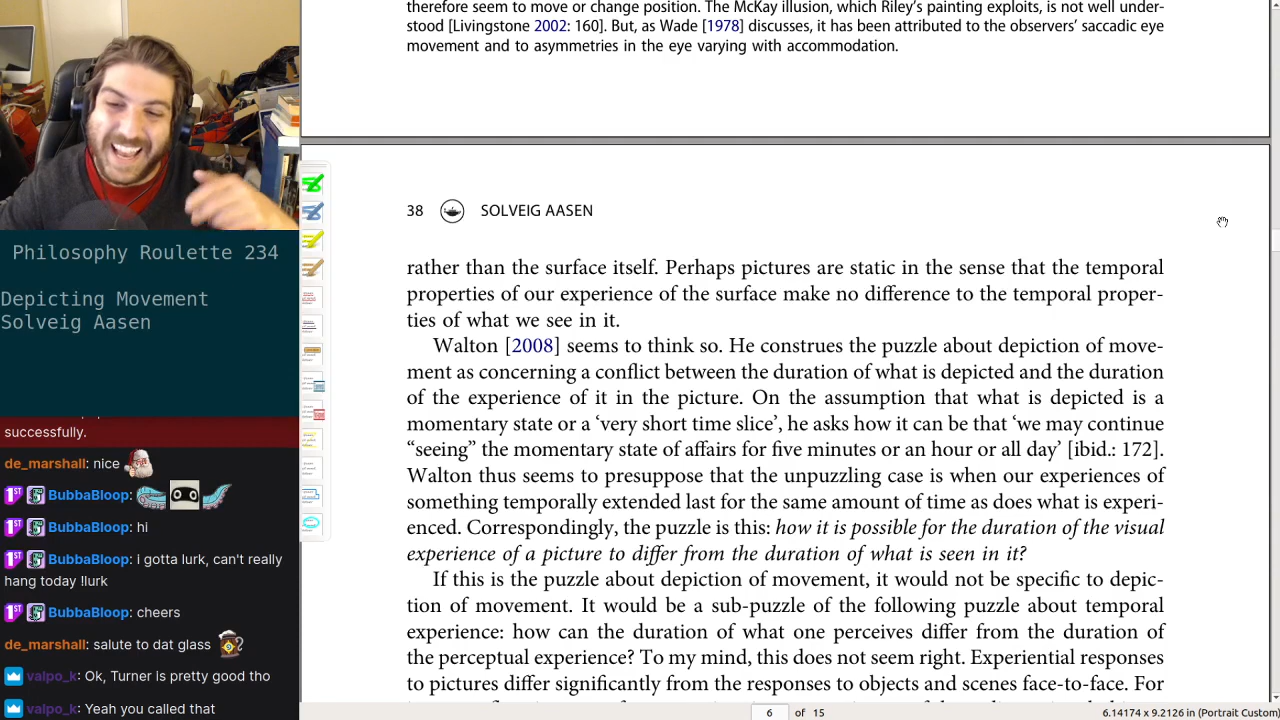 therefore seem to move or change position. The McKay illusion, which Riley's painting exploits, is not well under-
stood [Livingstone 2002: 160]. But, as Wade [1978] discusses, it has been attributed to the observers' saccadic eye
movement and to asymmetries in the eye varying with accommodation.
38 SOLVEIG AASEN
rather than the surface itself. Perhaps pictures are static in the sense that the temporal
properties of our experience of the surface make no difference to the temporal proper-
ties of what we see in it.
Walton [2008] seems to think so. He construes the puzzle about depiction of move-
ment as concerning a conflict between the duration of what is depicted and the duration
of the experience of it in the picture. On the assumption that what is depicted is a
momentary state or 'very short time slice', he asks how it can be that 'we may continue
"seeing" the momentary state of affairs for five minutes or an hour or an day' [ibid.: 172].
Walton thus seems to presuppose that the unpuzzling case is when our experiences of
something temporally extended last for the same amount of time as does what is experi-
enced. Correspondingly, the puzzle is this: how is it possible for the duration of the visual
experience of a picture to differ from the duration of what is seen in it?
If this is the puzzle about depiction of movement, it would not be specific to depic-
tion of movement. It would be a sub-puzzle of the following puzzle about temporal
experience: how can the duration of what one perceives differ from the duration of
the perceptual experience? To my mind, this does not seem right. Experiential responses
to pictures differ significantly from the responses to objects and scenes face-to-face. For
6 of 15
6.14174 x 9.2126 in (Portrait Custom)
Philosophy Roulette 234
Depicting Movement
Solveig Aasen
successfully.
de_marshall: nice
BubbaBloop:
BubbaBloop: hi
BubbaBloop: i gotta lurk, can't really
hang today !lurk
BubbaBloop: cheers
de_marshall: salute to dat glass
valpo_k: Ok, Turner is pretty good tho
valpo_k: Yeah you called that